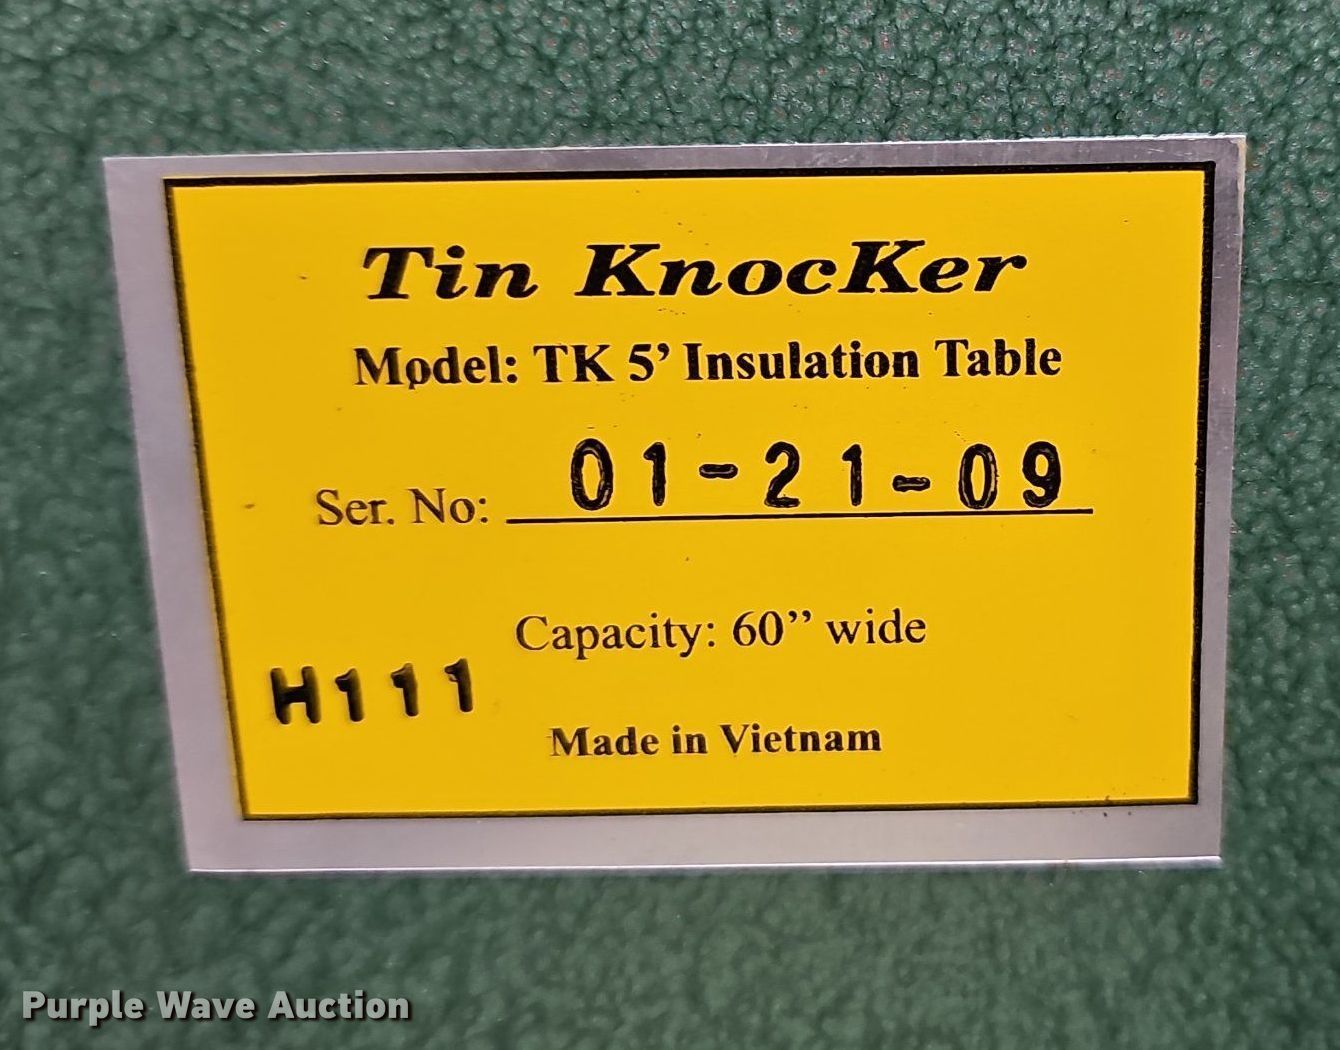 Tin KnocKer
Model: TK 5’ Insulation Table
Ser. No: 01-21-09
Capacity: 60” wide
H111
Made in Vietnam
Purple Wave Auction